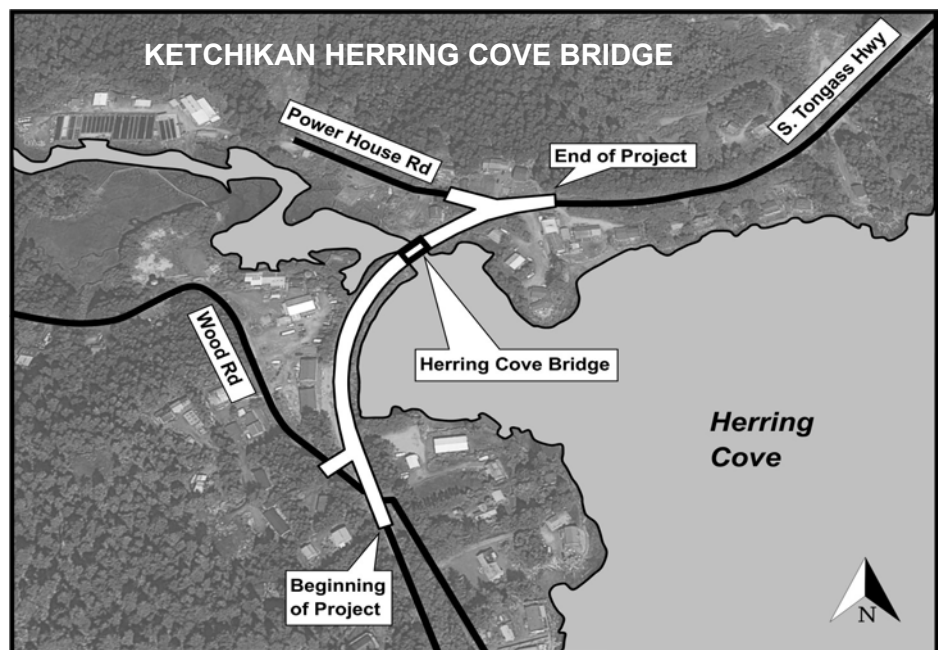 KETCHIKAN HERRING COVE BRIDGE
S. Tongass Hwy
Power House Rd
End of Project
Wood Rd
Herring Cove Bridge
Herring
Cove
Beginning
of Project
N